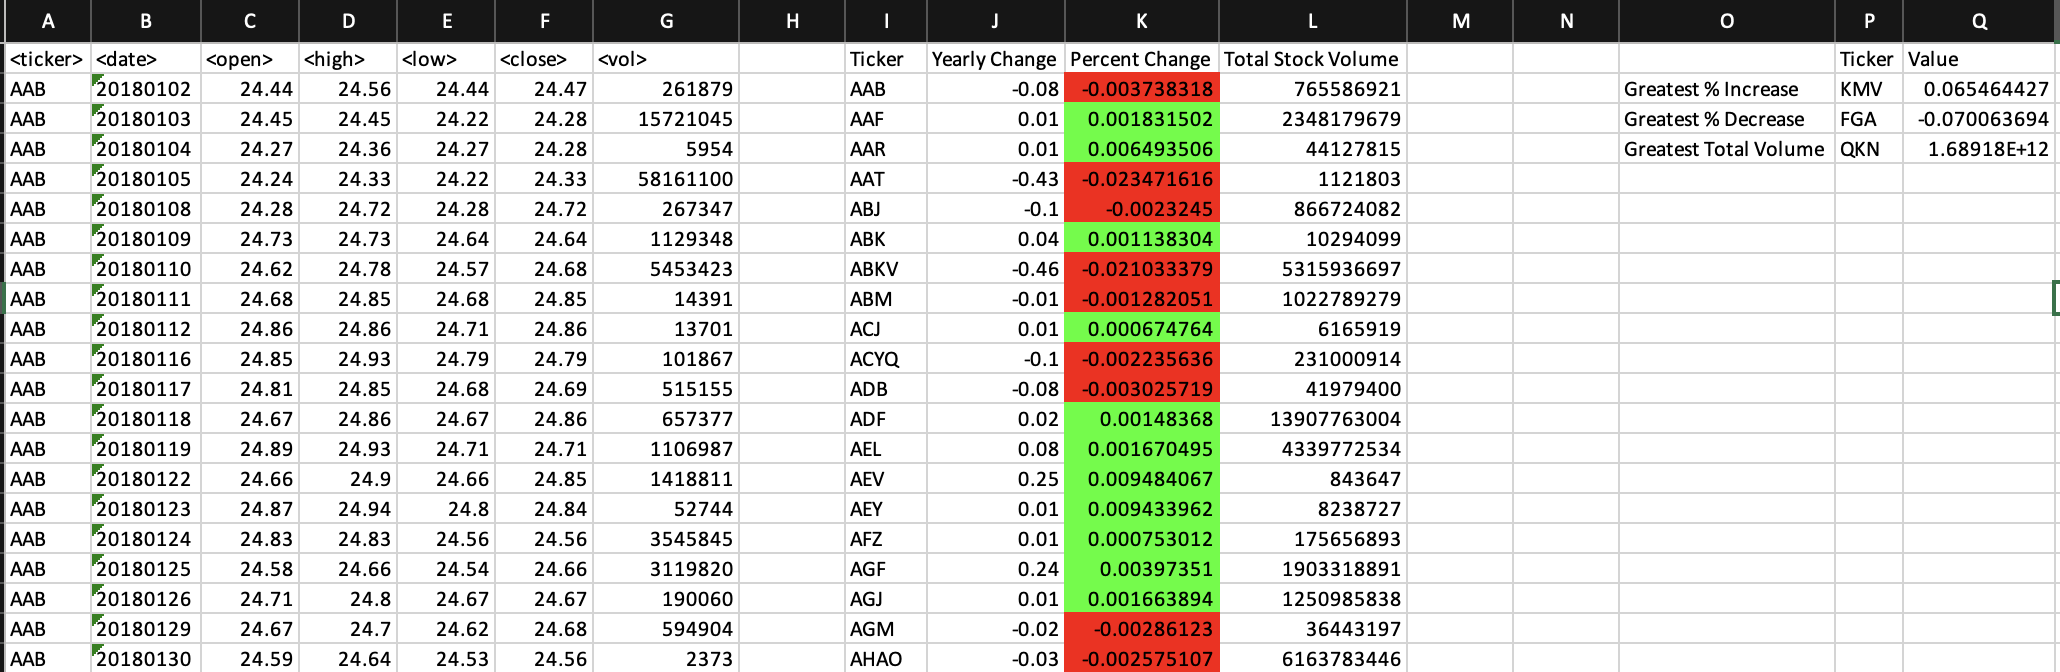 A B C D E F G H I J K L M N O P Q
<ticker> <date> <open> <high> <low> <close> <vol> Ticker Yearly Change Percent Change Total Stock Volume Ticker Value
AAB 20180102 24.44 24.56 24.44 24.47 261879 AAB -0.08 -0.003738318 765586921 Greatest % Increase KMV 0.065464427
AAB 20180103 24.45 24.45 24.22 24.28 15721045 AAF 0.01 0.001831502 2348179679 Greatest % Decrease FGA -0.070063694
AAB 20180104 24.27 24.36 24.27 24.28 5954 AAR 0.01 0.006493506 44127815 Greatest Total Volume QKN 1.68918E+12
AAB 20180105 24.24 24.33 24.22 24.33 58161100 AAT -0.43 -0.023471616 1121803
AAB 20180108 24.28 24.72 24.28 24.72 267347 ABJ -0.1 -0.0023245 866724082
AAB 20180109 24.73 24.73 24.64 24.64 1129348 ABK 0.04 0.001138304 10294099
AAB 20180110 24.62 24.78 24.57 24.68 5453423 ABKV -0.46 -0.021033379 5315936697
AAB 20180111 24.68 24.85 24.68 24.85 14391 ABM -0.01 -0.001282051 1022789279
AAB 20180112 24.86 24.86 24.71 24.86 13701 ACJ 0.01 0.000674764 6165919
AAB 20180116 24.85 24.93 24.79 24.79 101867 ACYQ -0.1 -0.002235636 231000914
AAB 20180117 24.81 24.85 24.68 24.69 515155 ADB -0.08 -0.003025719 41979400
AAB 20180118 24.67 24.86 24.67 24.86 657377 ADF 0.02 0.00148368 13907763004
AAB 20180119 24.89 24.93 24.71 24.71 1106987 AEL 0.08 0.001670495 4339772534
AAB 20180122 24.66 24.9 24.66 24.85 1418811 AEV 0.25 0.009484067 843647
AAB 20180123 24.87 24.94 24.8 24.84 52744 AEY 0.01 0.009433962 8238727
AAB 20180124 24.83 24.83 24.56 24.56 3545845 AFZ 0.01 0.000753012 175656893
AAB 20180125 24.58 24.66 24.54 24.66 3119820 AGF 0.24 0.00397351 1903318891
AAB 20180126 24.71 24.8 24.67 24.67 190060 AGJ 0.01 0.001663894 1250985838
AAB 20180129 24.67 24.7 24.62 24.68 594904 AGM -0.02 -0.00286123 36443197
AAB 20180130 24.59 24.64 24.53 24.56 2373 AHAO -0.03 -0.002575107 6163783446